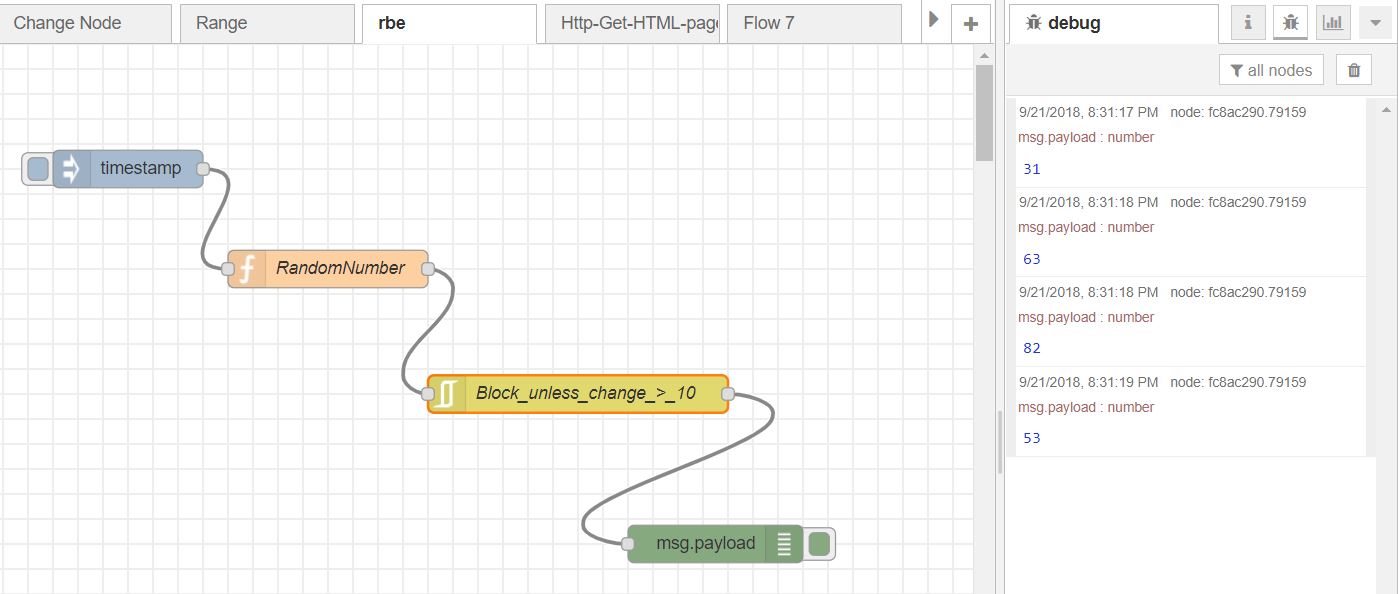 Change Node
Range
rbe
Http-Get-HTML-page
Flow 7
+
i
debug
all nodes
9/21/2018, 8:31:17 PM node: fc8ac290.79159
msg.payload : number
31
9/21/2018, 8:31:18 PM node: fc8ac290.79159
msg.payload : number
63
9/21/2018, 8:31:18 PM node: fc8ac290.79159
msg.payload : number
82
9/21/2018, 8:31:19 PM node: fc8ac290.79159
msg.payload : number
53
timestamp
f RandomNumber
Block_unless_change_>_10
msg.payload